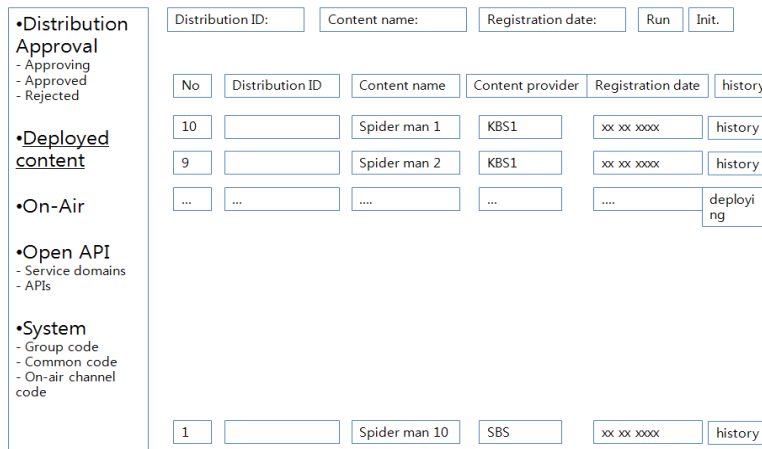 •Distribution
Approval
- Approving
- Approved
- Rejected
•Deployed
content
•On-Air
•Open API
- Service domains
- APIs
•System
- Group code
- Common code
- On-air channel
code
Distribution ID: Content name: Registration date: Run Init.
No Distribution ID Content name Content provider Registration date history
10 Spider man 1 KBS1 xx xx xxxx history
9 Spider man 2 KBS1 xx xx xxxx history
... ... .... ... .... deployi
ng
1 Spider man 10 SBS xx xx xxxx history